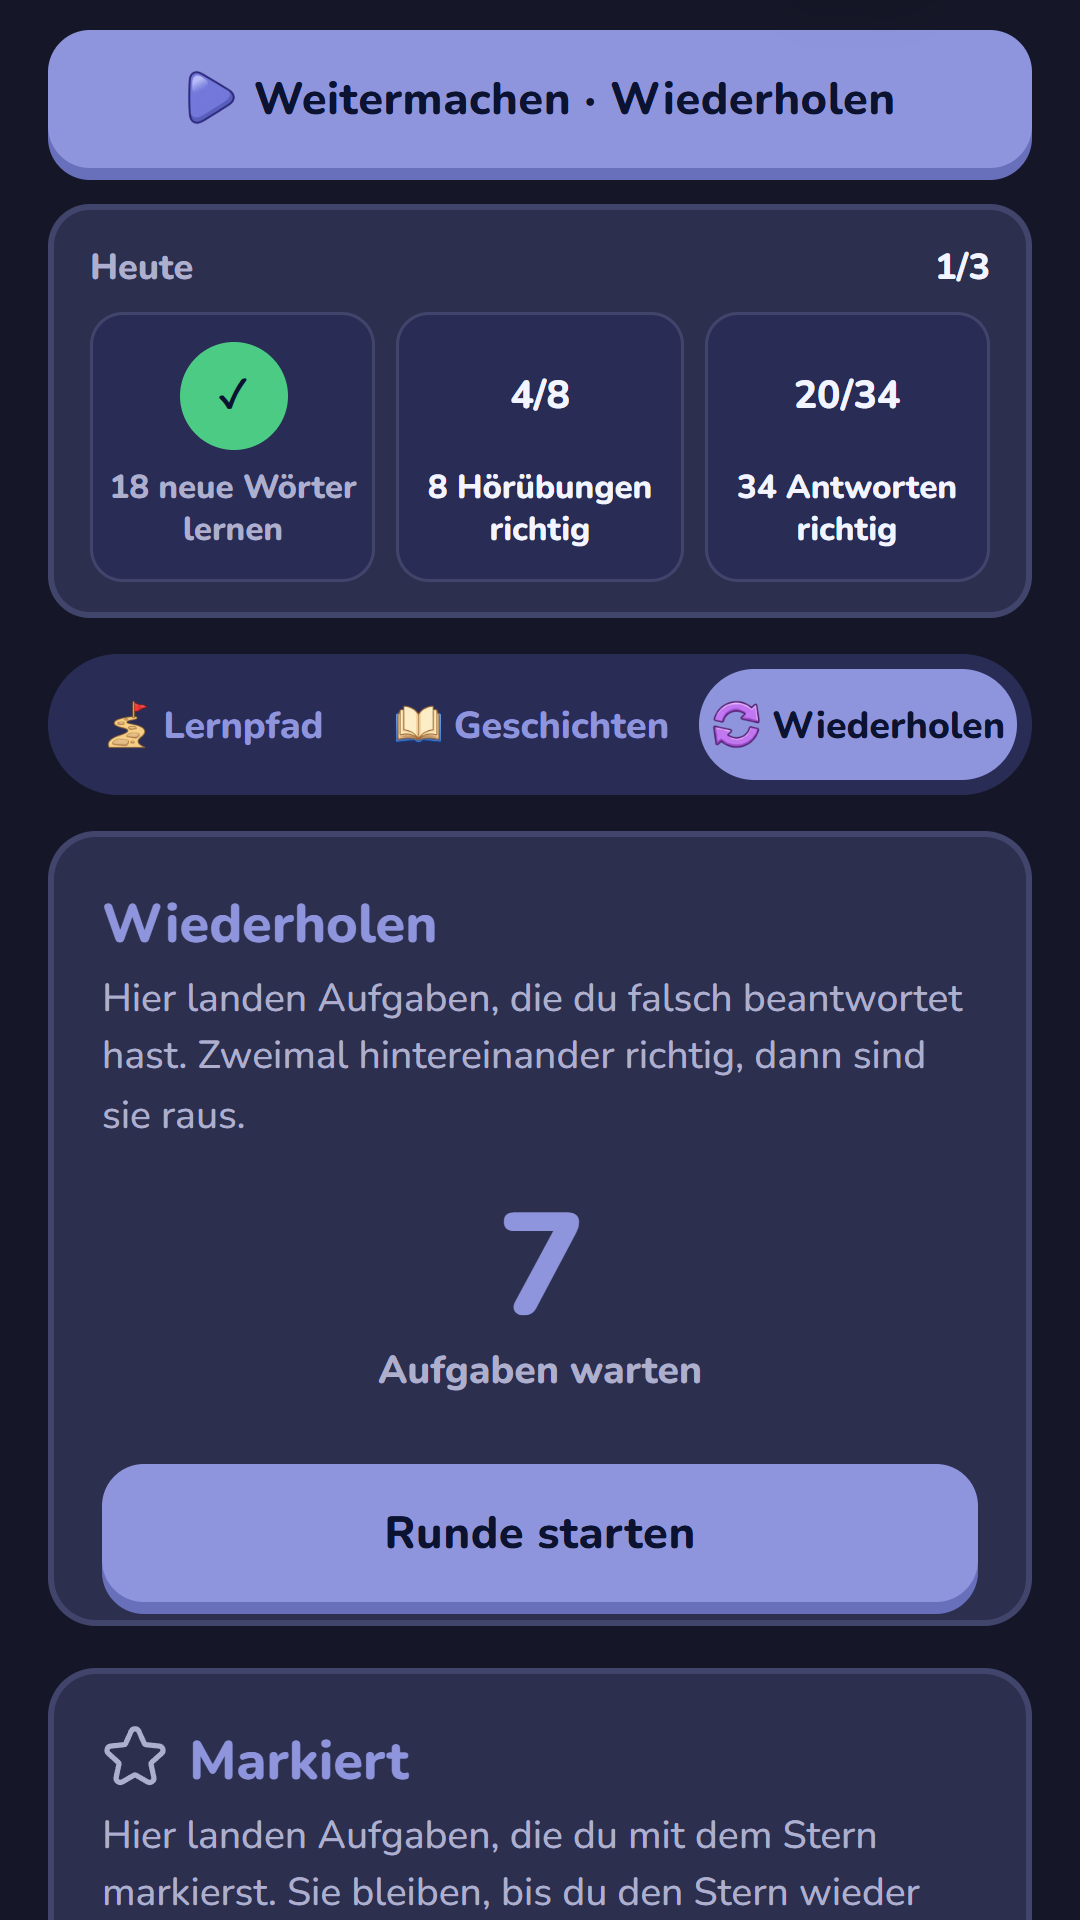 Weitermachen · Wiederholen
Heute
1/3
✓
18 neue Wörter
lernen
4/8
8 Hörübungen
richtig
20/34
34 Antworten
richtig
Lernpfad
Geschichten
Wiederholen
Wiederholen
Hier landen Aufgaben, die du falsch beantwortet
hast. Zweimal hintereinander richtig, dann sind
sie raus.
7
Aufgaben warten
Runde starten
Markiert
Hier landen Aufgaben, die du mit dem Stern
markierst. Sie bleiben, bis du den Stern wieder